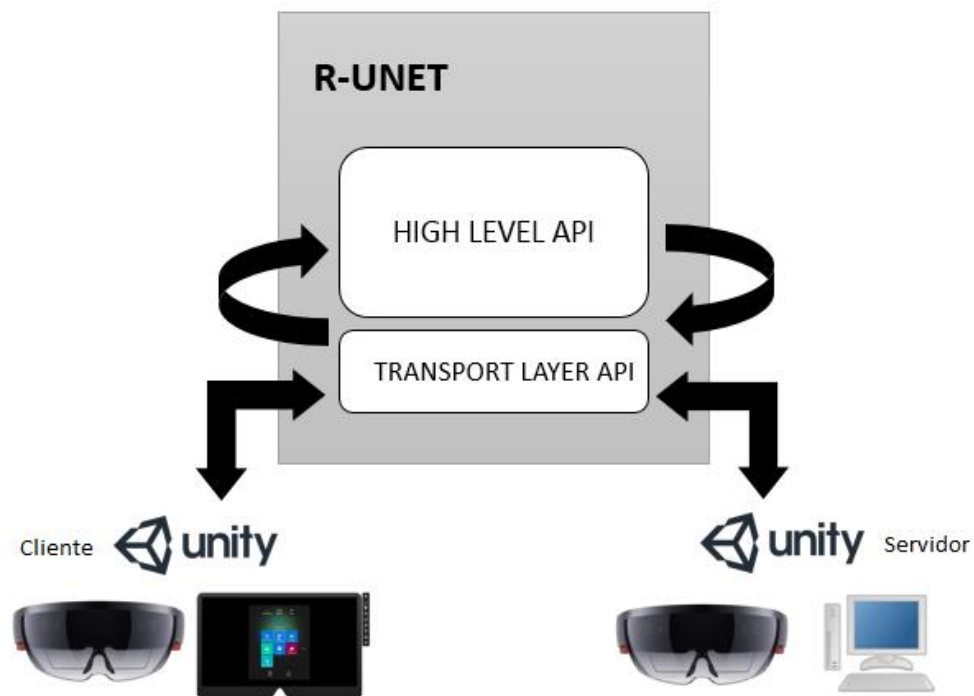 R-UNET
HIGH LEVEL API
TRANSPORT LAYER API
Cliente
unity
unity
Servidor